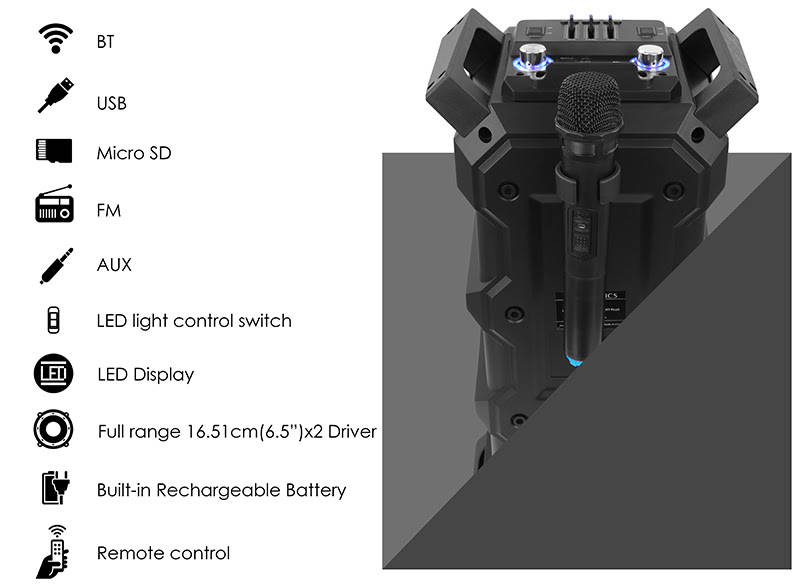 BT
USB
Micro SD
FM
AUX
LED light control switch
LED
LED Display
Full range 16.51cm(6.5”)x2 Driver
Built-in Rechargeable Battery
Remote control